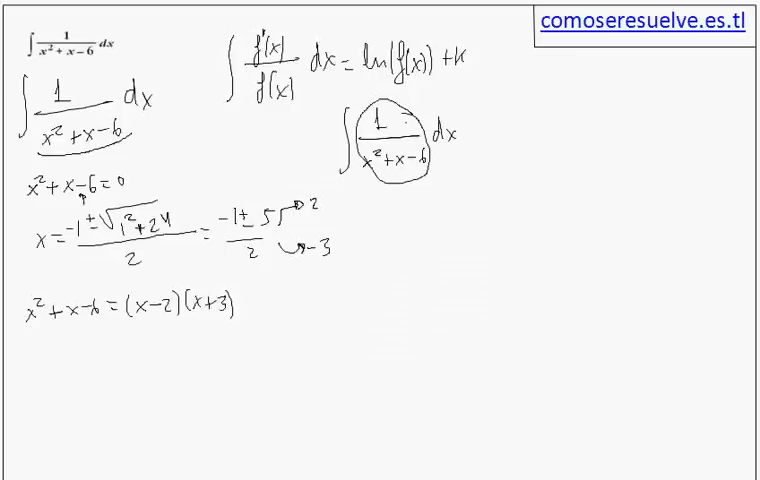 comoseresuelve.es.tl
∫ 1/(x² + x − 6) dx
∫ f'(x)/f(x) dx = ln(f(x)) + K
∫ 1/(x² + x − 6) dx
∫ 1/(x² + x − 6) dx
x² + x − 6 = 0
x = (−1 ± √(1² + 24))/2 = (−1 ± 5)/2 → 2 → −3
x² + x − 6 = (x − 2)(x + 3)